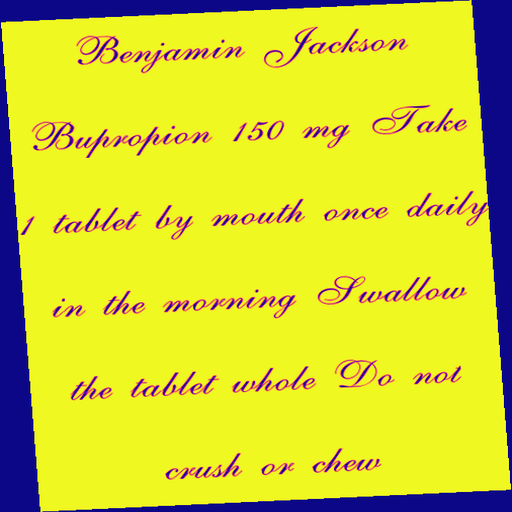 Benjamin Jackson
Bupropion 150 mg Take
1 tablet by mouth once daily
in the morning Swallow
the tablet whole Do not
crush or chew